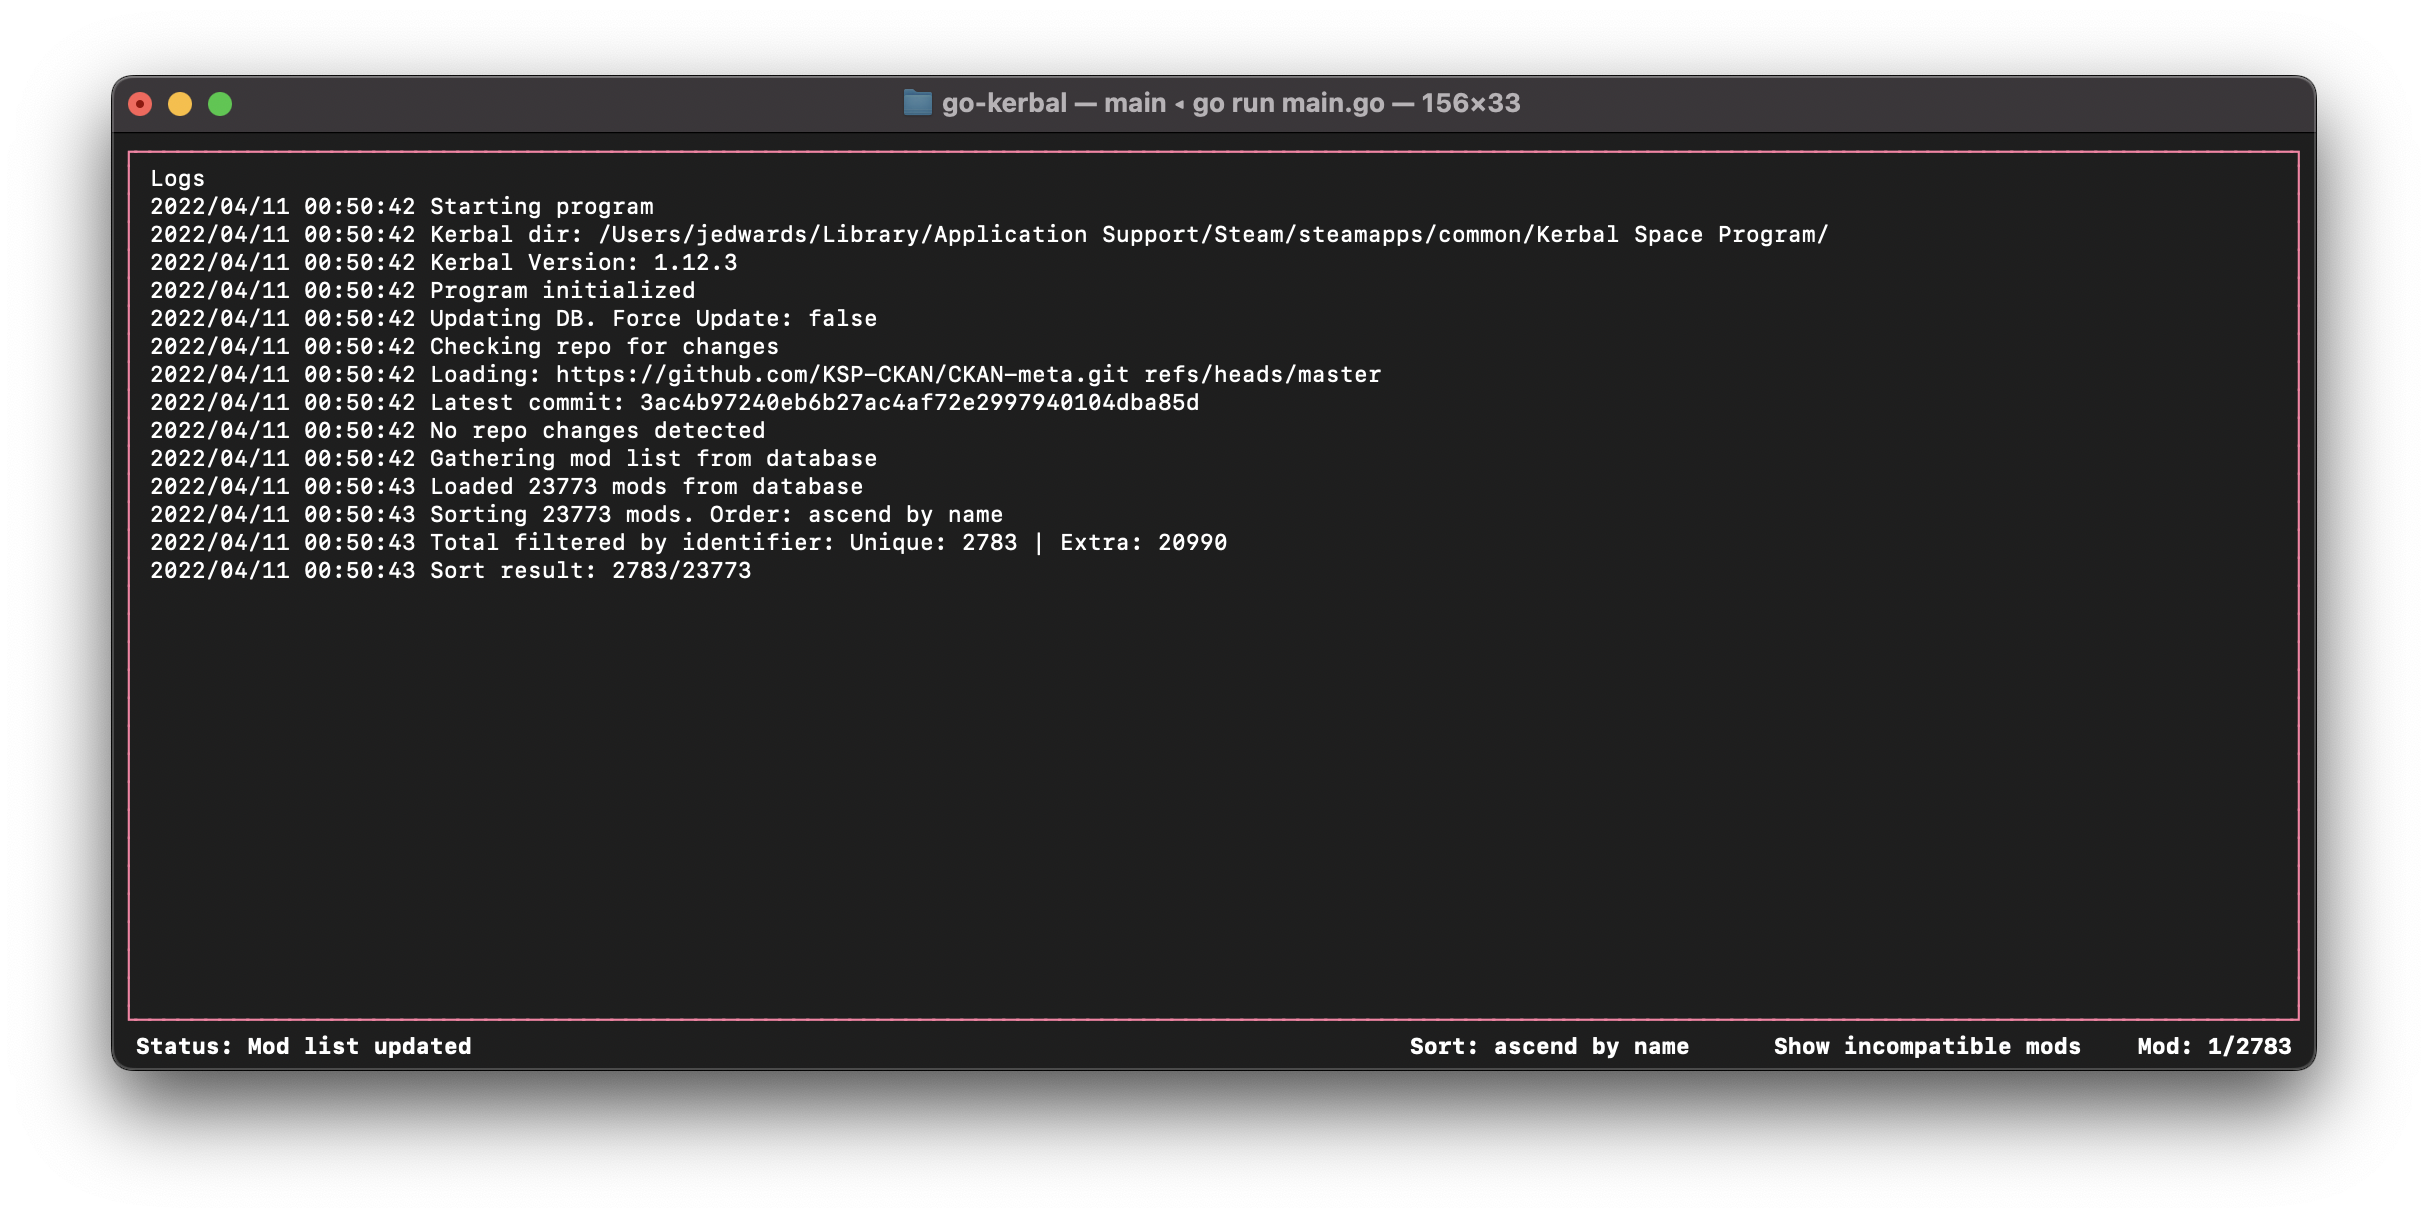 go-kerbal — main ◂ go run main.go — 156×33
Logs
2022/04/11 00:50:42 Starting program
2022/04/11 00:50:42 Kerbal dir: /Users/jedwards/Library/Application Support/Steam/steamapps/common/Kerbal Space Program/
2022/04/11 00:50:42 Kerbal Version: 1.12.3
2022/04/11 00:50:42 Program initialized
2022/04/11 00:50:42 Updating DB. Force Update: false
2022/04/11 00:50:42 Checking repo for changes
2022/04/11 00:50:42 Loading: https://github.com/KSP-CKAN/CKAN-meta.git refs/heads/master
2022/04/11 00:50:42 Latest commit: 3ac4b97240eb6b27ac4af72e2997940104dba85d
2022/04/11 00:50:42 No repo changes detected
2022/04/11 00:50:42 Gathering mod list from database
2022/04/11 00:50:43 Loaded 23773 mods from database
2022/04/11 00:50:43 Sorting 23773 mods. Order: ascend by name
2022/04/11 00:50:43 Total filtered by identifier: Unique: 2783 | Extra: 20990
2022/04/11 00:50:43 Sort result: 2783/23773
Status: Mod list updated Sort: ascend by name Show incompatible mods Mod: 1/2783